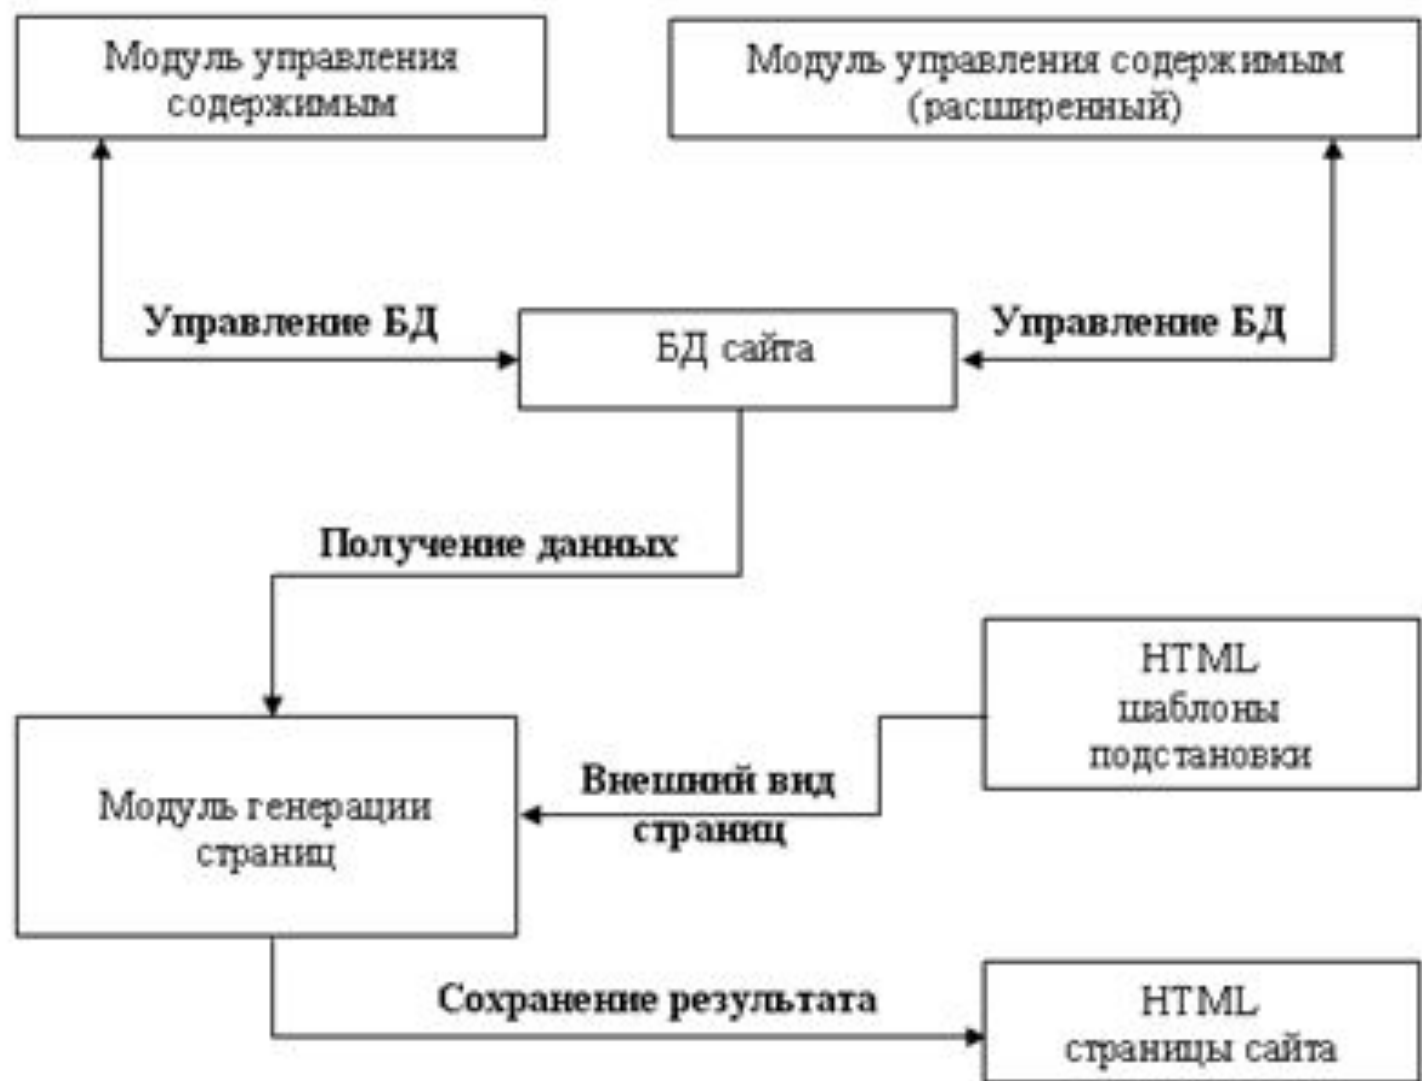 Модуль управления
содержимым
Модуль управления содержимым
(расширенный)
Управление БД
БД сайта
Управление БД
Получение данных
HTML
шаблоны
подстановки
Внешний вид
страниц
Модуль генерации
страниц
Сохранение результата
HTML
страницы сайта